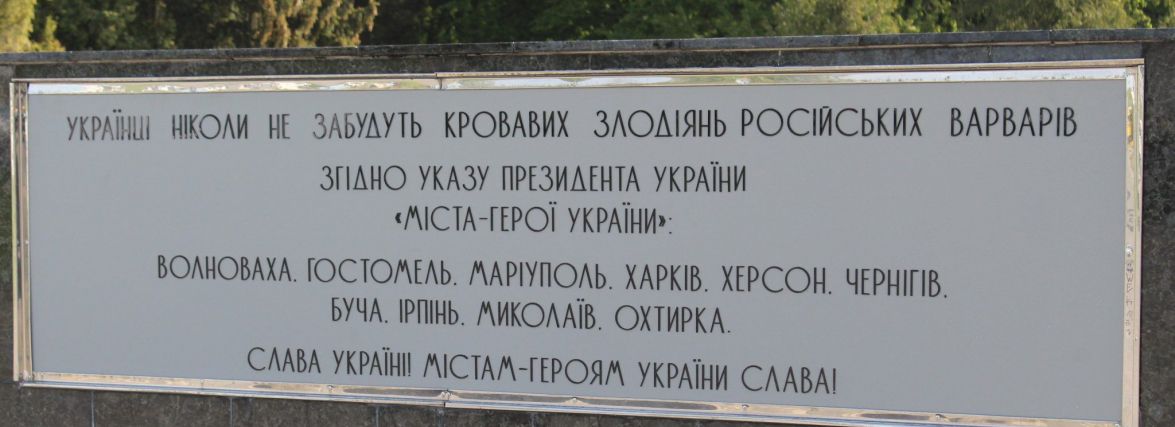 УКРАЇНЦІ НІКОЛИ НЕ ЗАБУДУТЬ КРОВАВИХ ЗЛОДІЯНЬ РОСІЙСЬКИХ ВАРВАРІВ
ЗГІДНО УКАЗУ ПРЕЗИДЕНТА УКРАЇНИ
«МІСТА-ГЕРОЇ УКРАЇНИ»:
ВОЛНОВАХА, ГОСТОМЕЛЬ, МАРІУПОЛЬ, ХАРКІВ, ХЕРСОН, ЧЕРНІГІВ,
БУЧА, ІРПІНЬ, МИКОЛАЇВ, ОХТИРКА.
СЛАВА УКРАЇНІ! МІСТАМ-ГЕРОЯМ УКРАЇНИ СЛАВА!